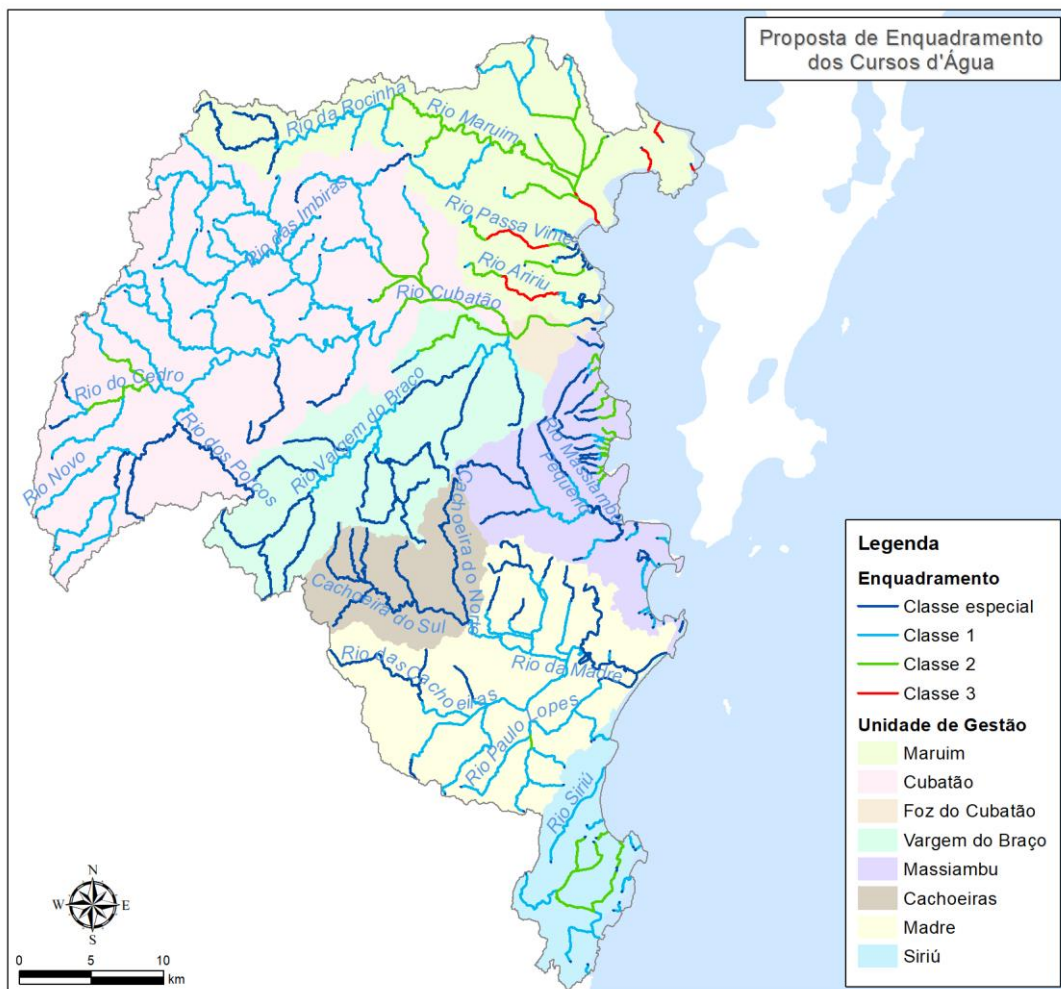 Proposta de Enquadramento
dos Cursos d'Água
Rio da Rocinha
Rio Maruim
Rio das Imbiras
Rio Passa Vinte
Rio Aririu
Rio Cubatão
Rio do Cedro
Rio Vargem do Braço
Rio dos Porcos
Rio Novo
Rio Massiambu
Pequeno
Cachoeira do Norte
Cachoeira do Sul
Rio da Madre
Rio das Cachoeiras
Rio Paulo Lopes
Rio Siriú
Legenda
Enquadramento
Classe especial
Classe 1
Classe 2
Classe 3
Unidade de Gestão
Maruim
Cubatão
Foz do Cubatão
Vargem do Braço
Massiambu
Cachoeiras
Madre
Siriú
N
W
E
S
0 5 10
km